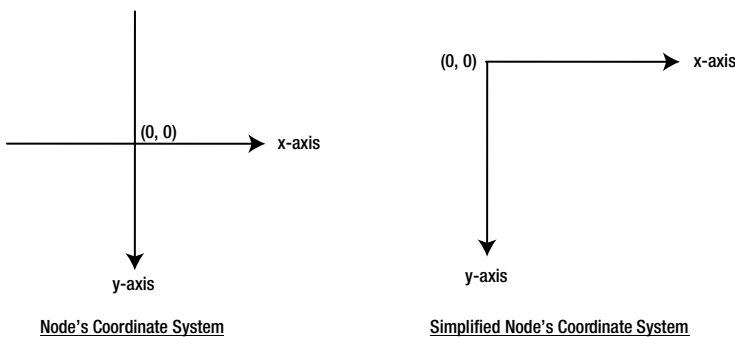 (0, 0)
x-axis
y-axis
Node's Coordinate System
(0, 0)
x-axis
y-axis
Simplified Node's Coordinate System